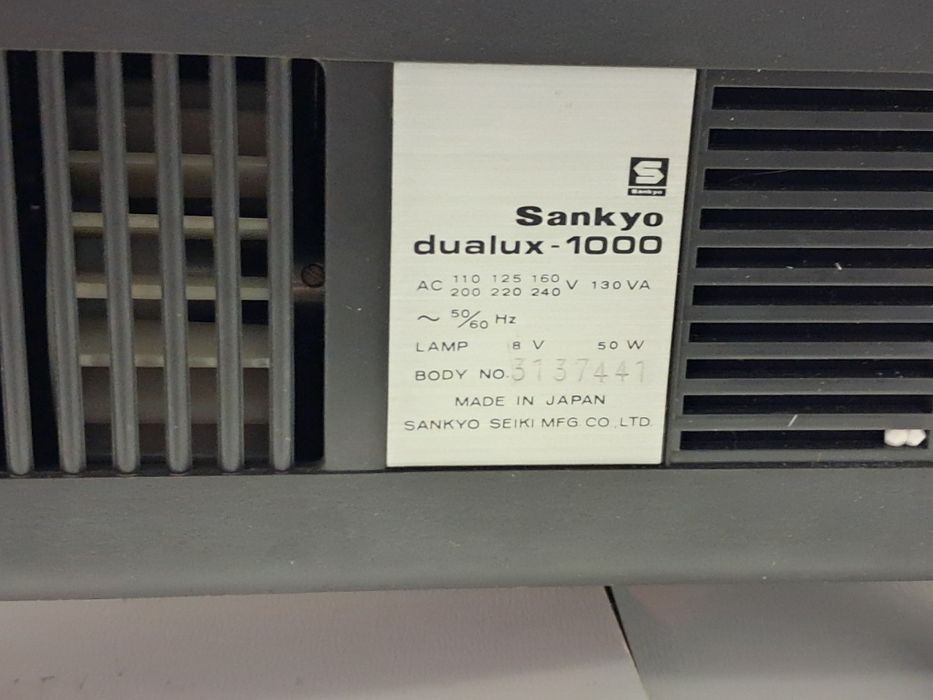 S
Sankyo
Sankyo
dualux-1000
AC 110 125 160 V 130 VA
200 220 240
~ 50/60 Hz
LAMP 8 V 50 W
BODY NO. 3137441
MADE IN JAPAN
SANKYO SEIKI MFG CO., LTD.